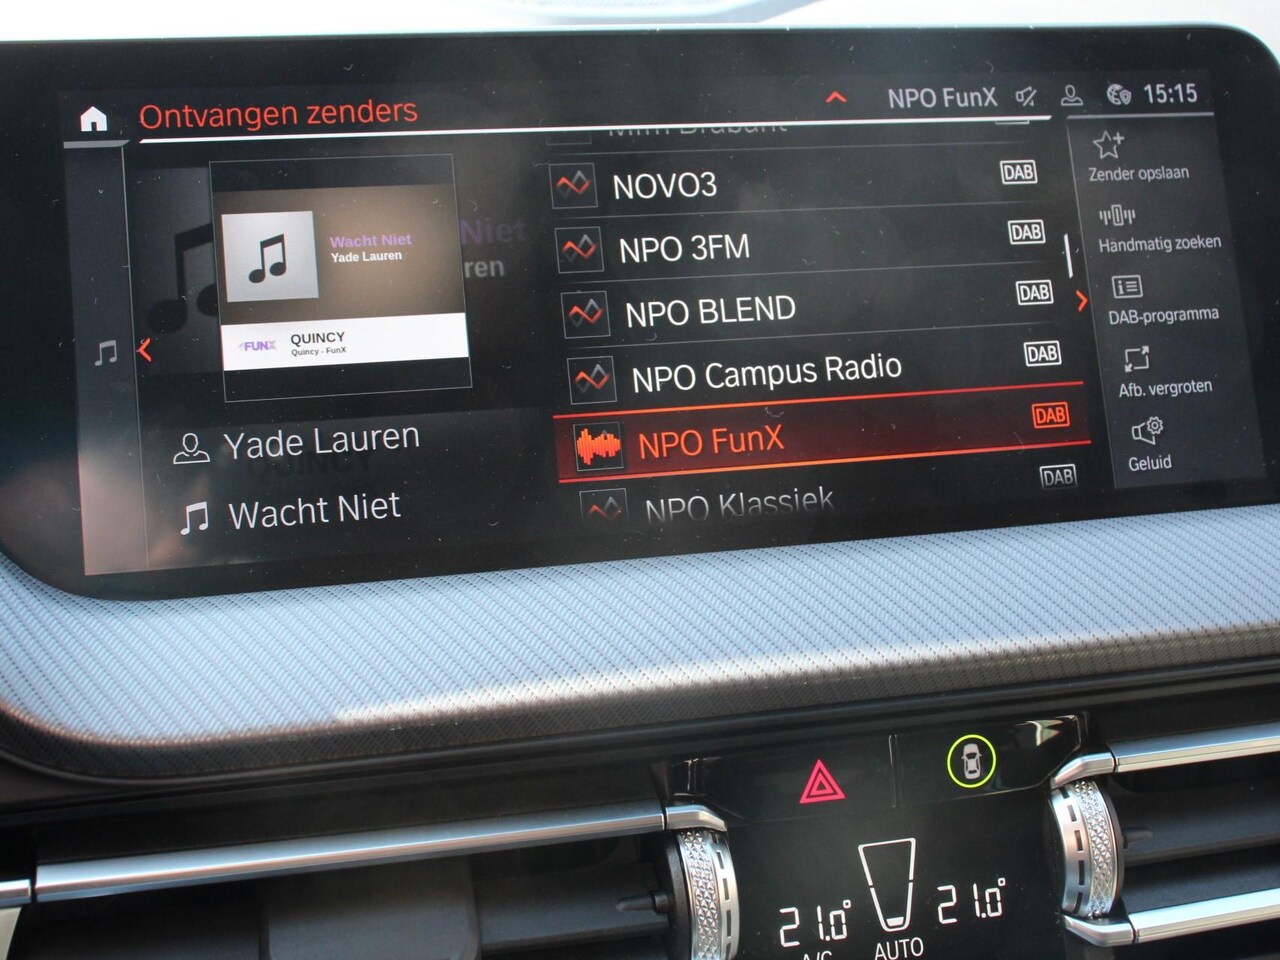 Ontvangen zenders
NPO FunX
15:15
Wacht Niet
Yade Lauren
Niet
ren
FUNX
QUINCY
Quincy - FunX
Yade Lauren
Wacht Niet
NOVO3 DAB
NPO 3FM DAB
NPO BLEND DAB
NPO Campus Radio DAB
NPO FunX DAB
NPO Klassiek DAB
Zender opslaan
Handmatig zoeken
DAB-programma
Afb. vergroten
Geluid
21.0°
21.0°
A/C
AUTO